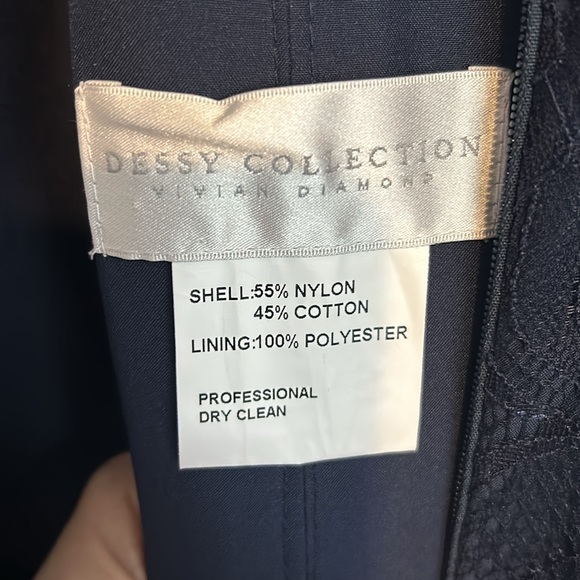 DESSY COLLECTION
VIVIAN DIAMOND
SHELL:55% NYLON
45% COTTON
LINING:100% POLYESTER
PROFESSIONAL
DRY CLEAN